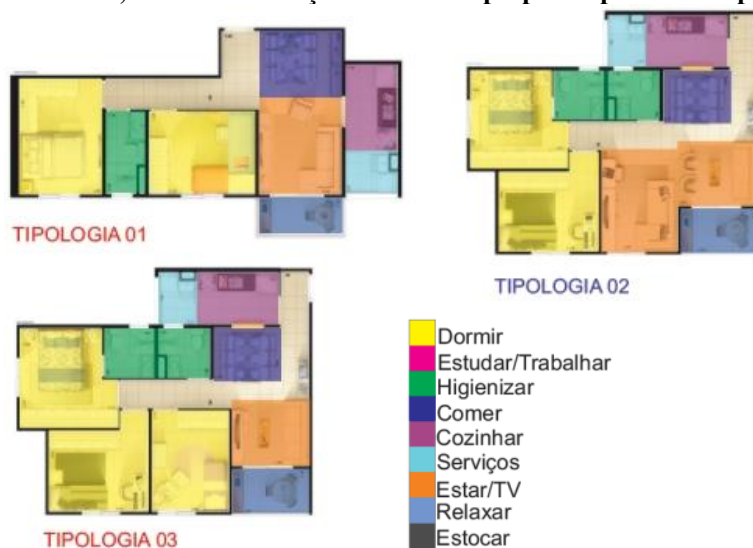 TIPOLOGIA 01
TIPOLOGIA 02
TIPOLOGIA 03
Dormir
Estudar/Trabalhar
Higienizar
Comer
Cozinhar
Serviços
Estar/TV
Relaxar
Estocar